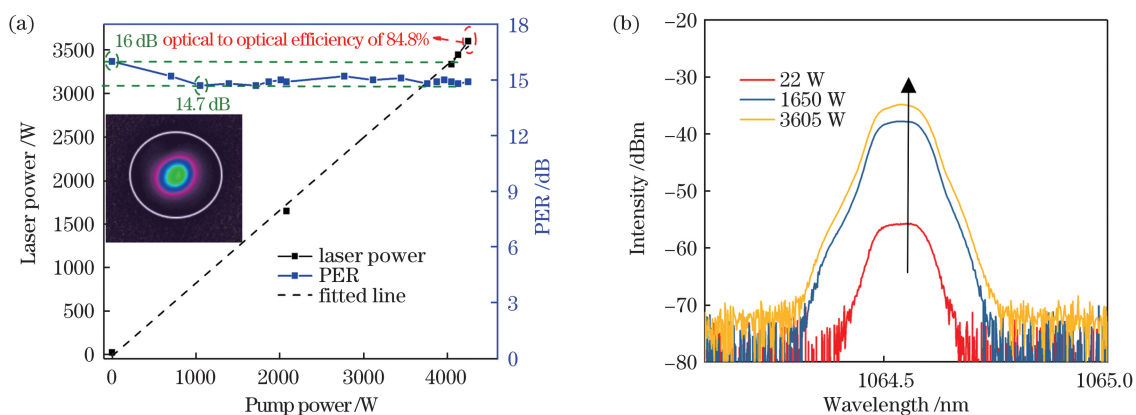 (a)
3500
3000
2500
2000
1500
1000
500
0
Laser power /W
16 dB
optical to optical efficiency of 84.8%
14.7 dB
laser power
PER
fitted line
18
15
12
9
6
3
0
PER /dB
0
1000
2000
3000
4000
Pump power /W
(b)
−20
−30
−40
−50
−60
−70
−80
Intensity /dBm
22 W
1650 W
3605 W
1064.5
1065.0
Wavelength /nm